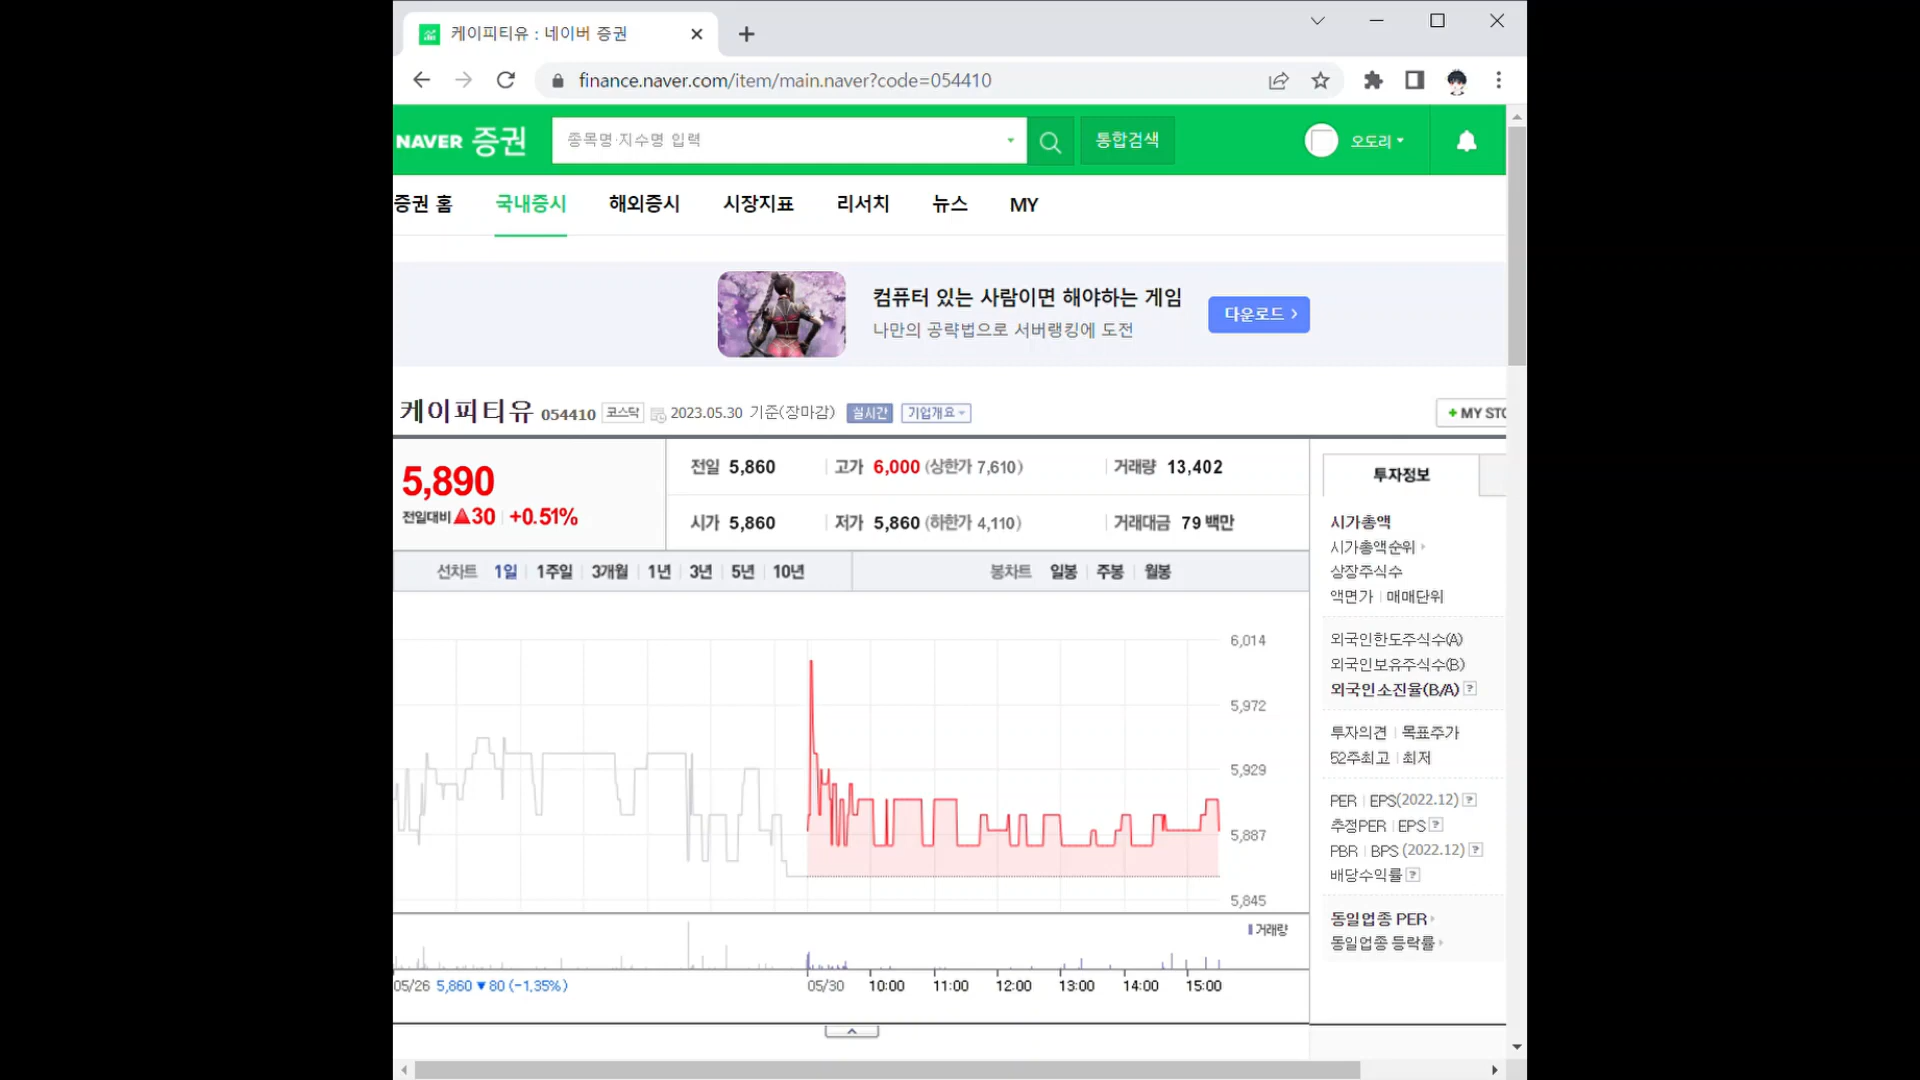 케이피티유 : 네이버 증권
finance.naver.com/item/main.naver?code=054410
NAVER 증권
종목명·지수명 입력
통합검색
오도리
증권 홈 국내증시 해외증시 시장지표 리서치 뉴스 MY
컴퓨터 있는 사람이면 해야하는 게임
나만의 공략법으로 서버랭킹에 도전
다운로드
케이피티유 054410 코스닥 2023.05.30 기준(장마감) 실시간 기업개요
+ MY STO
5,890
전일대비 ▲30 +0.51%
전일 5,860 고가 6,000 (상한가 7,610) 거래량 13,402
시가 5,860 저가 5,860 (하한가 4,110) 거래대금 79 백만
선차트 1일 1주일 3개월 1년 3년 5년 10년
봉차트 일봉 주봉 월봉
6,014
5,972
5,929
5,887
5,845
거래량
05/26 5,860 ▼80 (-1.35%)
05/30 10:00 11:00 12:00 13:00 14:00 15:00
투자정보
시가총액
시가총액순위
상장주식수
액면가 | 매매단위
외국인한도주식수(A)
외국인보유주식수(B)
외국인소진율(B/A) ?
투자의견 | 목표주가
52주최고 | 최저
PER | EPS(2022.12) ?
추정PER | EPS ?
PBR | BPS (2022.12) ?
배당수익률 ?
동일업종 PER
동일업종 등락률